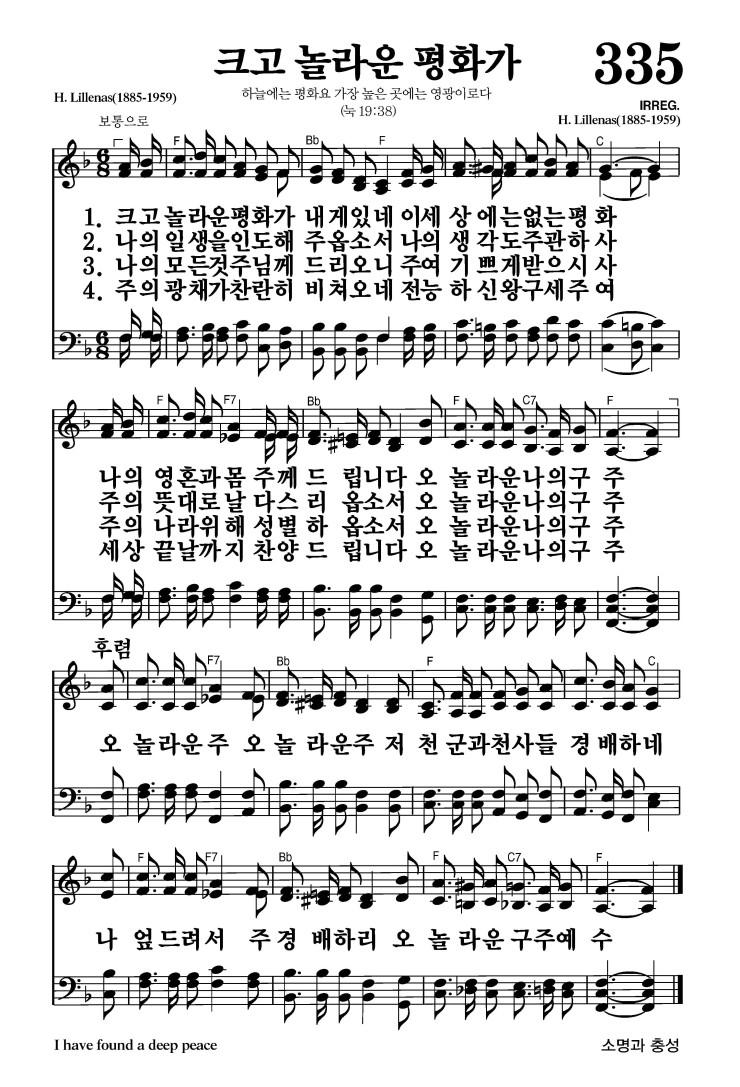 크고 놀라운 평화가
335
H. Lillenas(1885-1959)
하늘에는 평화요 가장 높은 곳에는 영광이로다
(눅 19:38)
IRREG.
H. Lillenas(1885-1959)
보통으로
F Bb F C
6 8
1. 크고놀라운평화가 내게있네 이세 상에는없는평 화
2. 나의일생을인도해 주옵소서 나의 생 각도주관하 사
3. 나의모든것주님께 드리오니 주여 기 쁘게받으시 사
4. 주의광채가찬란히 비쳐오네 전능 하 신왕구세주 여
6 8
F F7 Bb F C7 F
나의 영혼과몸 주께 드 립니다 오 놀라운나의구 주
주의 뜻대로날 다스 리 옵소서 오 놀라운나의구 주
주의 나라위해 성별 하 옵소서 오 놀라운나의구 주
세상 끝날까지 찬양 드 립니다 오 놀라운나의구 주
후렴
F7 Bb F C
오 놀라운주 오 놀 라운주 저 천 군과천사들 경 배하네
F F7 Bb F C7 F
나 엎드려서 주경 배하리 오 놀 라운구주예 수
I have found a deep peace
소명과 충성